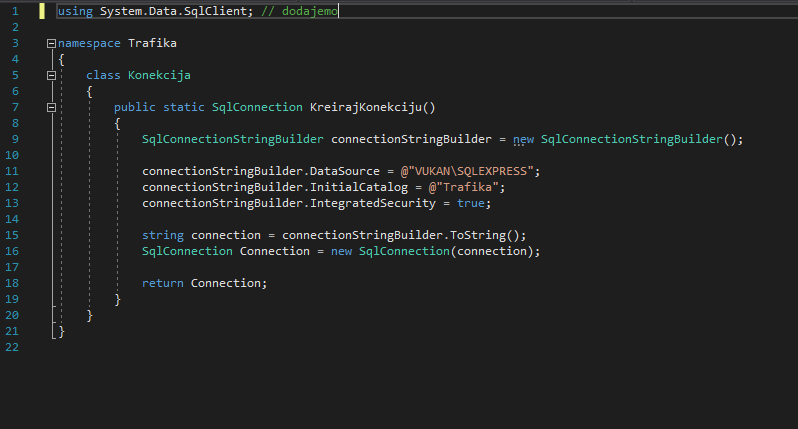 1 using System.Data.SqlClient; // dodajemo
2
3 namespace Trafika
4 {
5 class Konekcija
6 {
7 public static SqlConnection KreirajKonekciju()
8 {
9 SqlConnectionStringBuilder connectionStringBuilder = new SqlConnectionStringBuilder();
10
11 connectionStringBuilder.DataSource = @"VUKAN\SQLEXPRESS";
12 connectionStringBuilder.InitialCatalog = @"Trafika";
13 connectionStringBuilder.IntegratedSecurity = true;
14
15 string connection = connectionStringBuilder.ToString();
16 SqlConnection Connection = new SqlConnection(connection);
17
18 return Connection;
19 }
20 }
21 }
22